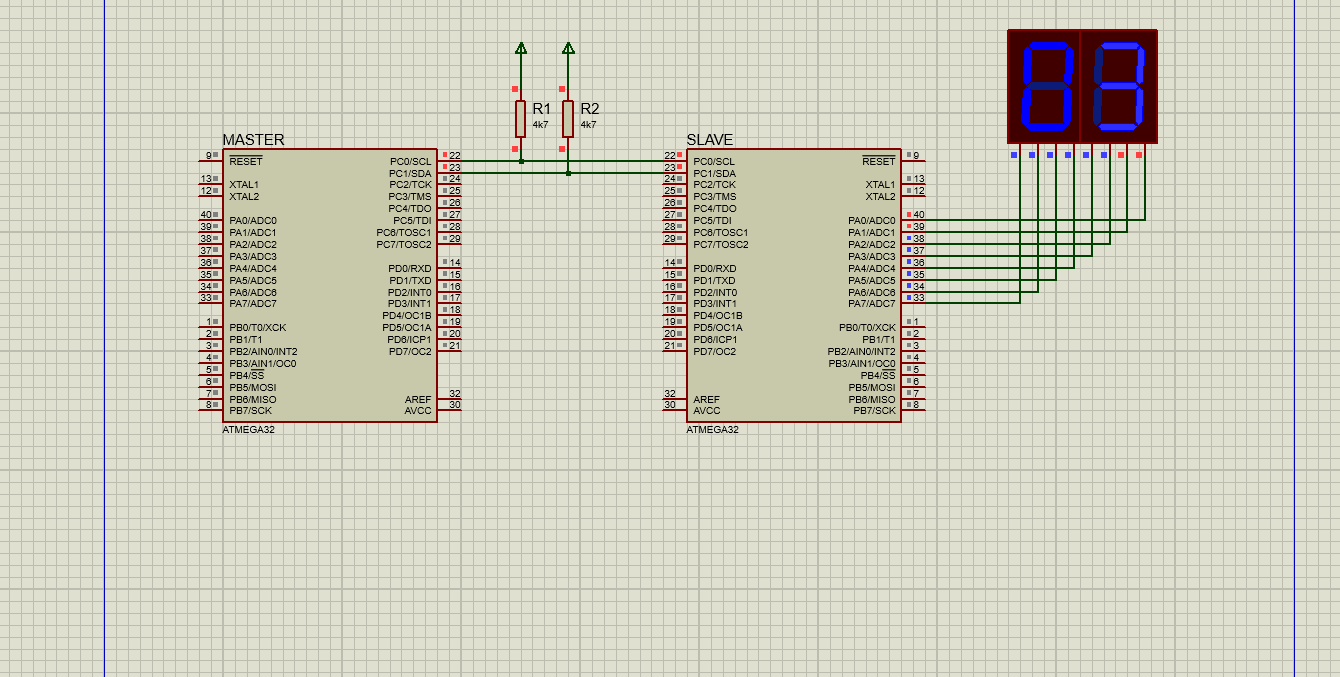 03
R1
4k7
R2
4k7
MASTER
9 RESET
13 XTAL1
12 XTAL2
40 PA0/ADC0
39 PA1/ADC1
38 PA2/ADC2
37 PA3/ADC3
36 PA4/ADC4
35 PA5/ADC5
34 PA6/ADC6
33 PA7/ADC7
1 PB0/T0/XCK
2 PB1/T1
3 PB2/AIN0/INT2
4 PB3/AIN1/OC0
5 PB4/SS
6 PB5/MOSI
7 PB6/MISO
8 PB7/SCK
PC0/SCL 22
PC1/SDA 23
PC2/TCK 24
PC3/TMS 25
PC4/TDO 26
PC5/TDI 27
PC6/TOSC1 28
PC7/TOSC2 29
PD0/RXD 14
PD1/TXD 15
PD2/INT0 16
PD3/INT1 17
PD4/OC1B 18
PD5/OC1A 19
PD6/ICP1 20
PD7/OC2 21
AREF 32
AVCC 30
ATMEGA32
SLAVE
22 PC0/SCL
23 PC1/SDA
24 PC2/TCK
25 PC3/TMS
26 PC4/TDO
27 PC5/TDI
28 PC6/TOSC1
29 PC7/TOSC2
14 PD0/RXD
15 PD1/TXD
16 PD2/INT0
17 PD3/INT1
18 PD4/OC1B
19 PD5/OC1A
20 PD6/ICP1
21 PD7/OC2
32 AREF
30 AVCC
RESET 9
XTAL1 13
XTAL2 12
PA0/ADC0 40
PA1/ADC1 39
PA2/ADC2 38
PA3/ADC3 37
PA4/ADC4 36
PA5/ADC5 35
PA6/ADC6 34
PA7/ADC7 33
PB0/T0/XCK 1
PB1/T1 2
PB2/AIN0/INT2 3
PB3/AIN1/OC0 4
PB4/SS 5
PB5/MOSI 6
PB6/MISO 7
PB7/SCK 8
ATMEGA32